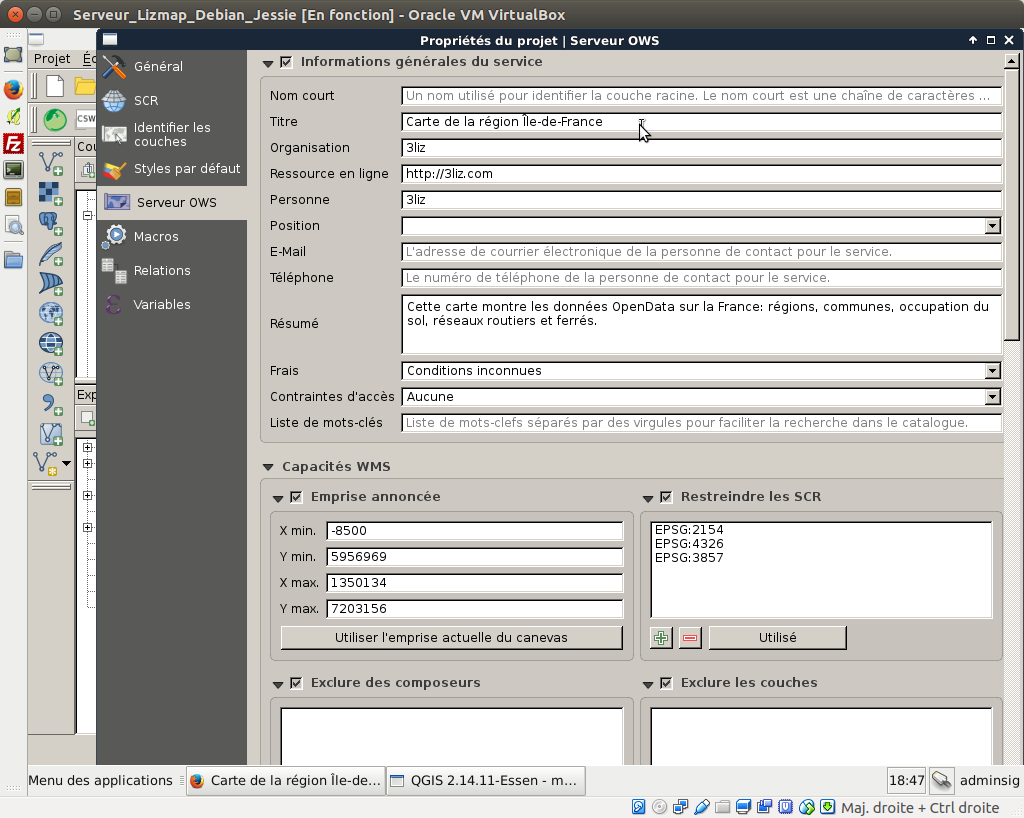 Serveur_Lizmap_Debian_Jessie [En fonction] - Oracle VM VirtualBox
Propriétés du projet | Serveur OWS
Projet
CSW
Cou
Exp
Général
SCR
Identifier les
couches
Styles par défaut
Serveur OWS
Macros
Relations
Variables
Informations générales du service
Nom court
Un nom utilisé pour identifier la couche racine. Le nom court est une chaîne de caractères ...
Titre
Carte de la région Île-de-France
Organisation
3liz
Ressource en ligne
http://3liz.com
Personne
3liz
Position
E-Mail
L'adresse de courrier électronique de la personne de contact pour le service.
Téléphone
Le numéro de téléphone de la personne de contact pour le service.
Résumé
Cette carte montre les données OpenData sur la France: régions, communes, occupation du
sol, réseaux routiers et ferrés.
Frais
Conditions inconnues
Contraintes d'accès
Aucune
Liste de mots-clés
Liste de mots-clefs séparés par des virgules pour faciliter la recherche dans le catalogue.
Capacités WMS
Emprise annoncée
X min.
-8500
Y min.
5956969
X max.
1350134
Y max.
7203156
Utiliser l'emprise actuelle du canevas
Restreindre les SCR
EPSG:2154
EPSG:4326
EPSG:3857
Utilisé
Exclure des composeurs
Exclure les couches
Menu des applications
Carte de la région Île-de...
QGIS 2.14.11-Essen - m...
18:47
adminsig
Maj. droite + Ctrl droite